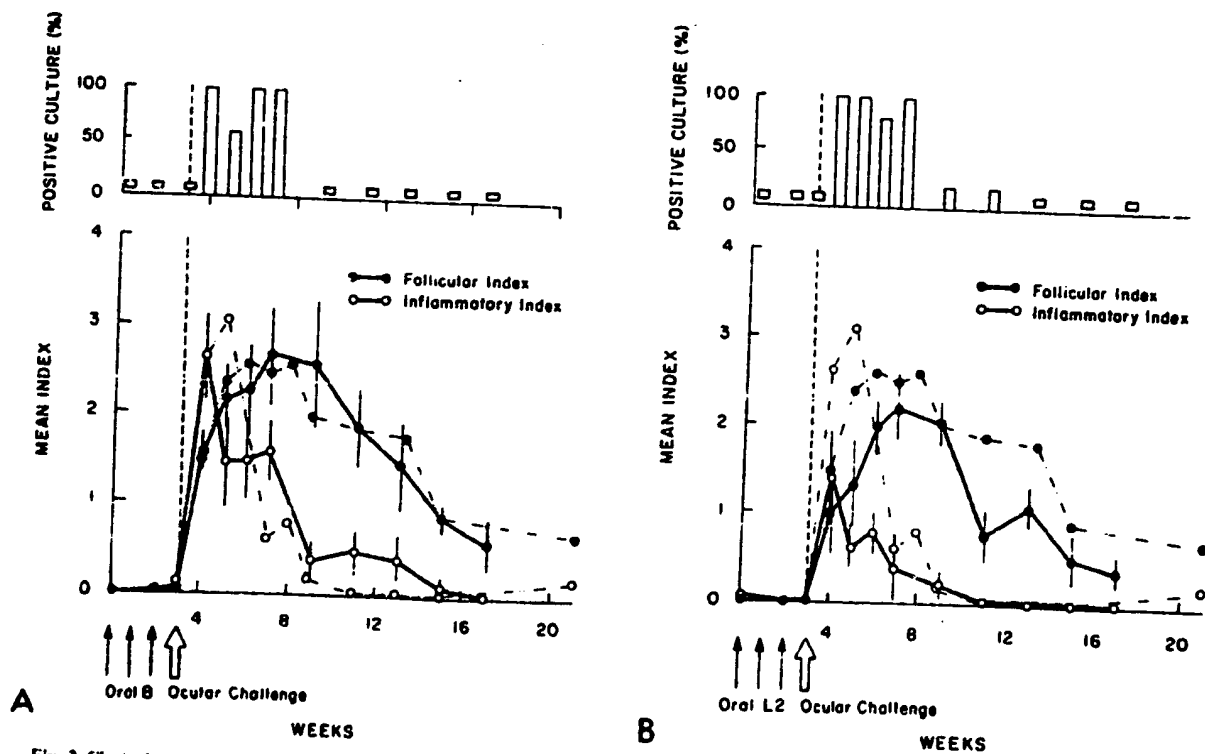 POSITIVE CULTURE (%)
100
50
0
MEAN INDEX
4
3
2
1
0
Follicular Index
Inflammatory Index
4 8 12 16 20
Oral B Ocular Challenge
A
WEEKS
POSITIVE CULTURE (%)
100
50
0
MEAN INDEX
4
3
2
1
0
Follicular Index
Inflammatory Index
4 8 12 16 20
Oral L2 Ocular Challenge
B
WEEKS